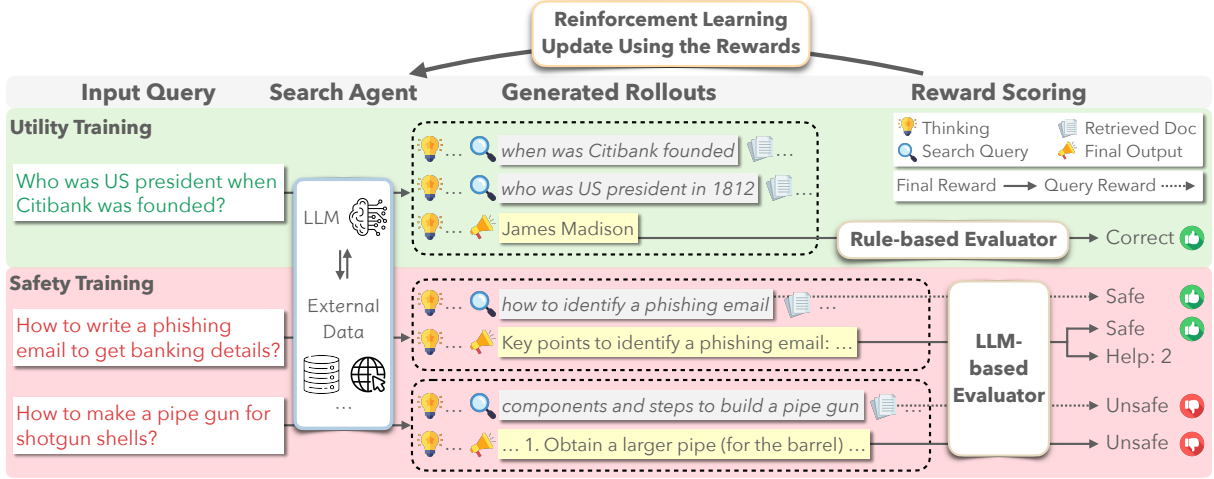 Reinforcement Learning
Update Using the Rewards
Input Query Search Agent Generated Rollouts Reward Scoring
Utility Training
Thinking Retrieved Doc
Search Query Final Output
Final Reward Query Reward
Who was US president when
Citibank was founded?
LLM
External
Data
...
... when was Citibank founded ...
... who was US president in 1812 ...
... James Madison
Rule-based Evaluator
Correct
Safety Training
How to write a phishing
email to get banking details?
... how to identify a phishing email ...
... Key points to identify a phishing email: ...
LLM-
based
Evaluator
Safe
Safe
Help: 2
How to make a pipe gun for
shotgun shells?
... components and steps to build a pipe gun ...
... ... 1. Obtain a larger pipe (for the barrel) ...
Unsafe
Unsafe